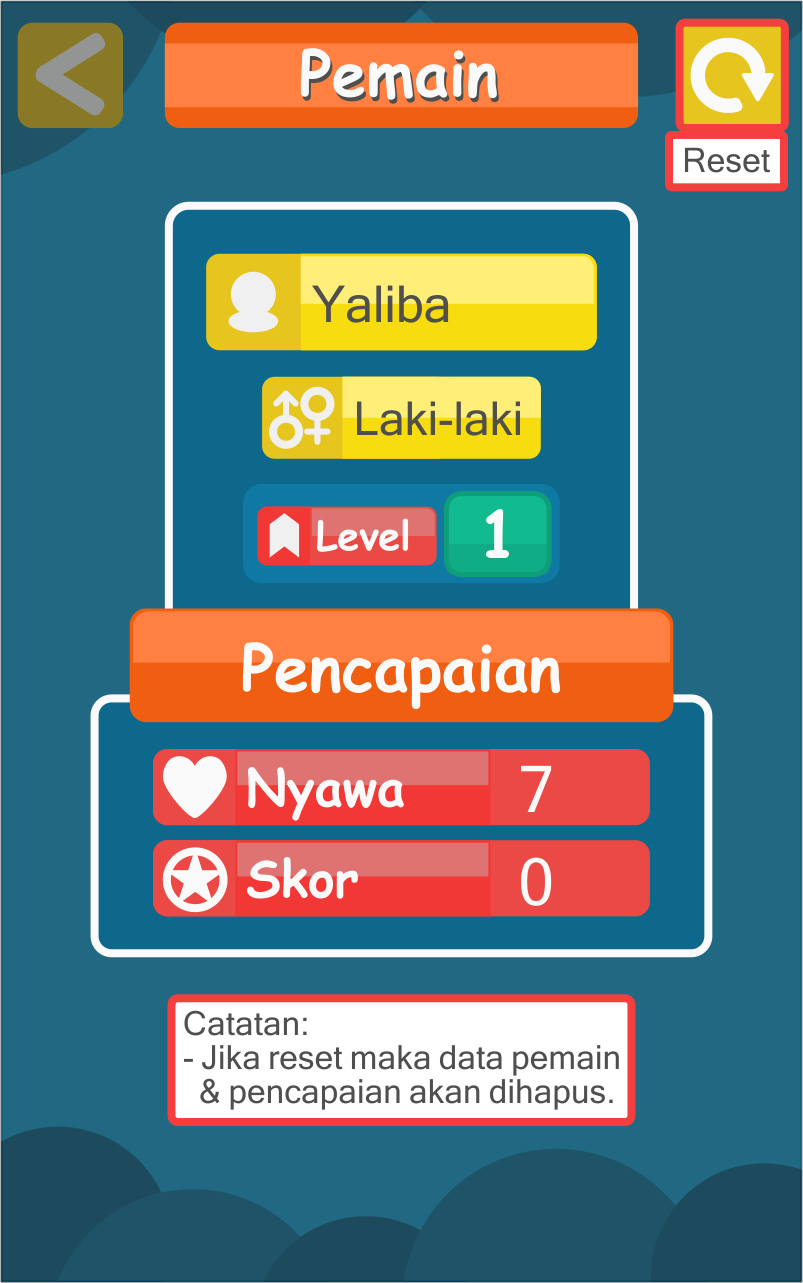 Pemain
Reset
Yaliba
Laki-laki
Level 1
Pencapaian
Nyawa 7
Skor 0
Catatan:
- Jika reset maka data pemain
& pencapaian akan dihapus.